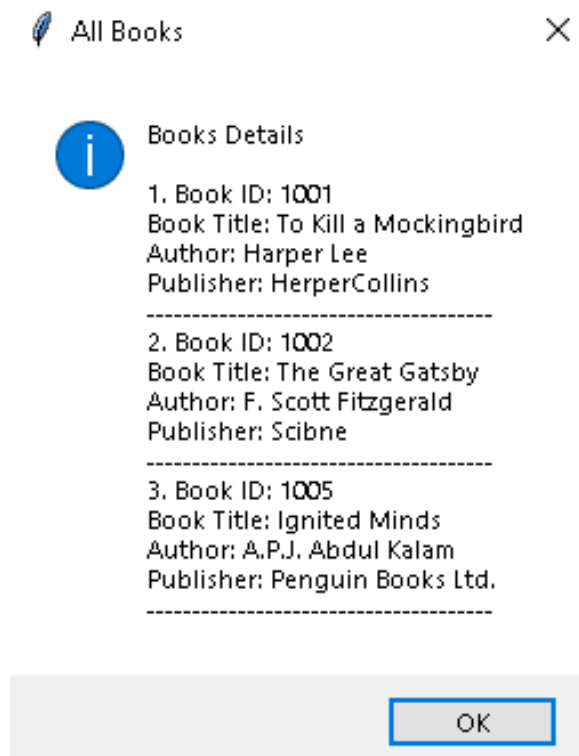 All Books
Books Details
1. Book ID: 1001
Book Title: To Kill a Mockingbird
Author: Harper Lee
Publisher: HerperCollins
-------------------------------------
2. Book ID: 1002
Book Title: The Great Gatsby
Author: F. Scott Fitzgerald
Publisher: Scibne
-------------------------------------
3. Book ID: 1005
Book Title: Ignited Minds
Author: A.P.J. Abdul Kalam
Publisher: Penguin Books Ltd.
-------------------------------------
OK